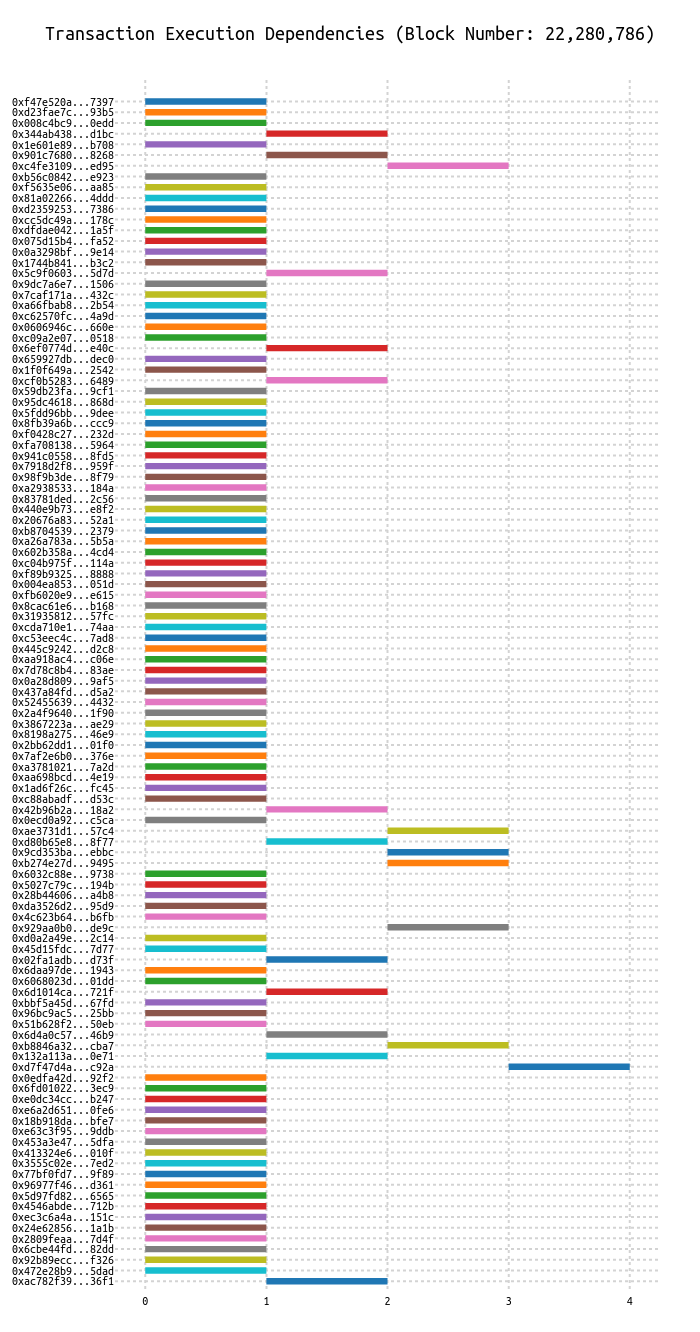 Transaction Execution Dependencies (Block Number: 22,280,786)
0xf47e520a...7397
0xd23fae7c...93b5
0x008c4bc9...0edd
0x344ab438...d1bc
0x1e601e89...b708
0x901c7680...8268
0xc4fe3109...ed95
0xb56c0842...e923
0xf5635e06...aa85
0x81a02266...4ddd
0xd2359253...7386
0xcc5dc49a...178c
0xdfdae042...1a5f
0x075d15b4...fa52
0x0a3298bf...9e14
0x1744b841...b3c2
0x5c9f0603...5d7d
0x9dc7a6e7...1506
0x7caf171a...432c
0xa66fbab8...2b54
0xc62570fc...4a9d
0x0606946c...660e
0xc09a2e07...0518
0x6ef0774d...e40c
0x659927db...dec0
0x1f0f649a...2542
0xcf0b5283...6489
0x59db23fa...9cf1
0x95dc4618...868d
0x5fdd96bb...9dee
0x8fb39a6b...ccc9
0xf0428c27...232d
0xfa708138...5964
0x941c0558...8fd5
0x7918d2f8...959f
0x98f9b3de...8f79
0xa2938533...184a
0x83781ded...2c56
0x440e9b73...e8f2
0x20676a83...52a1
0xb8704539...2379
0xa26a783a...5b5a
0x602b358a...4cd4
0xc04b975f...114a
0xf89b9325...8888
0x004ea853...051d
0xfb6020e9...e615
0x8cac61e6...b168
0x31935812...57fc
0xcda710e1...74aa
0xc53eec4c...7ad8
0x445c9242...d2c8
0xaa918ac4...c06e
0x7d78c8b4...83ae
0x0a28d809...9af5
0x437a84fd...d5a2
0x52455639...4432
0x2a4f9640...1f90
0x3867223a...ae29
0x8198a275...46e9
0x2bb62dd1...01f0
0x7af2e6b0...376e
0xa3781021...7a2d
0xaa698bcd...4e19
0x1ad6f26c...fc45
0xc88abadf...d53c
0x42b96b2a...18a2
0x0ecd0a92...c5ca
0xae3731d1...57c4
0xd80b65e8...8f77
0x9cd353ba...ebbc
0xb274e27d...9495
0x6032c88e...9738
0x5027c79c...194b
0x28b44606...a4b8
0xda3526d2...95d9
0x4c623b64...b6fb
0x929aa0b0...de9c
0xd0a2a49e...2c14
0x45d15fdc...7d77
0x02fa1adb...d73f
0x6daa97de...1943
0x6068023d...01dd
0x6d1014ca...721f
0xbbf5a45d...67fd
0x96bc9ac5...25bb
0x51b628f2...50eb
0x6d4a0c57...46b9
0xb8846a32...cba7
0x132a113a...0e71
0xd7f47d4a...c92a
0x0edfa42d...92f2
0x6fd01022...3ec9
0xe0dc34cc...b247
0xe6a2d651...0fe6
0x18b918da...bfe7
0xe63c3f95...9ddb
0x453a3e47...5dfa
0x413324e6...010f
0x3555c02e...7ed2
0x77bf0fd7...9f89
0x96977f46...d361
0x5d97fd82...6565
0x4546abde...712b
0xec3c6a4a...151c
0x24e62856...1a1b
0x2809feaa...7d4f
0x6cbe44fd...82dd
0x92b89ecc...f326
0x472e28b9...5dad
0xac782f39...36f1
0 1 2 3 4